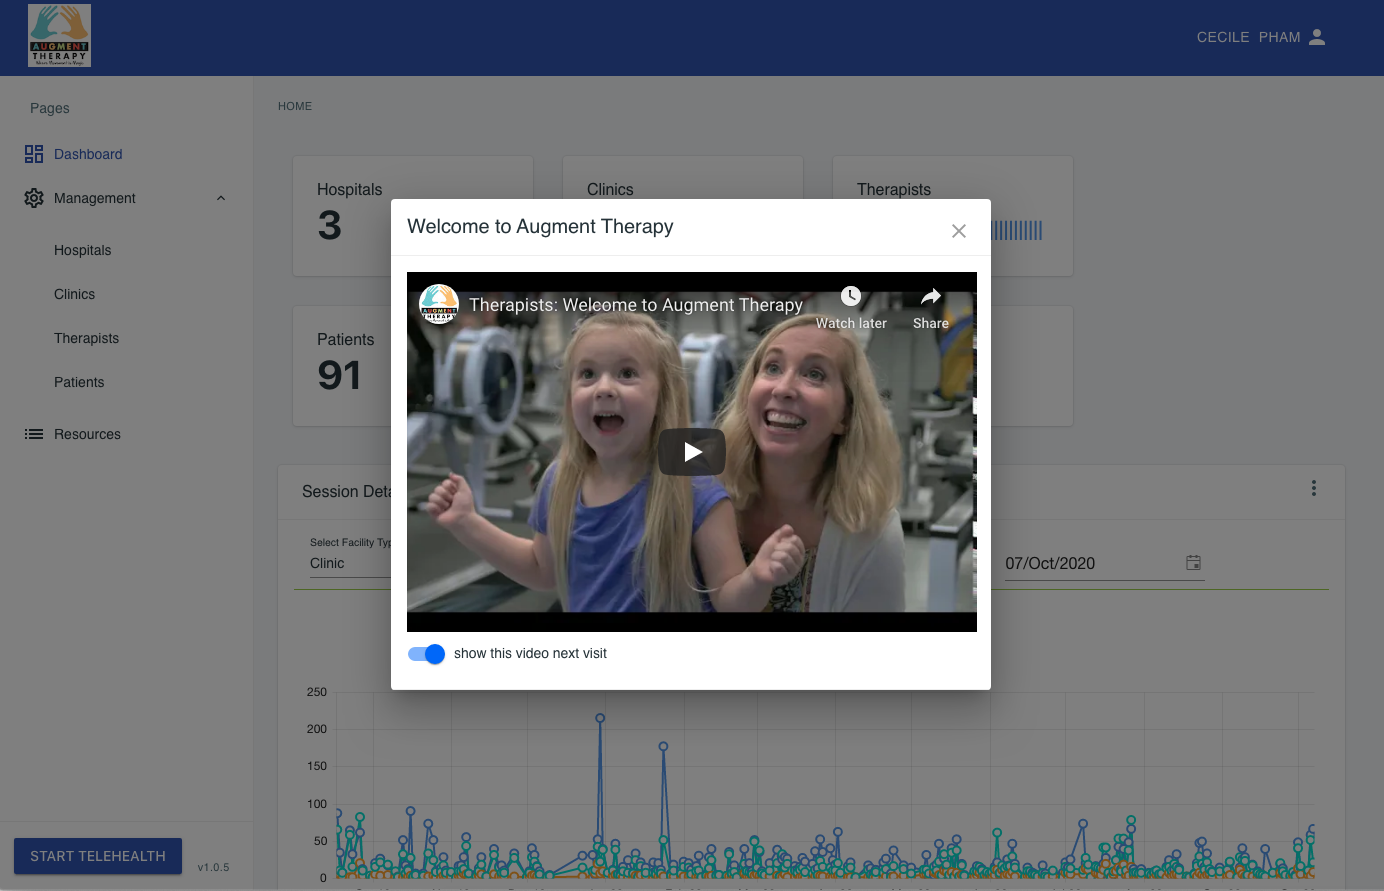 AUGMENT
THERAPY
CECILE PHAM
Pages
HOME
Dashboard
Management
Hospitals
Clinics
Therapists
Patients
Resources
START TELEHEALTH
v1.0.5
Hospitals
3
Clinics
Therapists
Patients
91
Welcome to Augment Therapy
AUGMENT
THERAPY
Therapists: Welcome to Augment Therapy
Watch later
Share
show this video next visit
Session Deta
Select Facility Typ
Clinic
07/Oct/2020
250
200
150
100
50
0